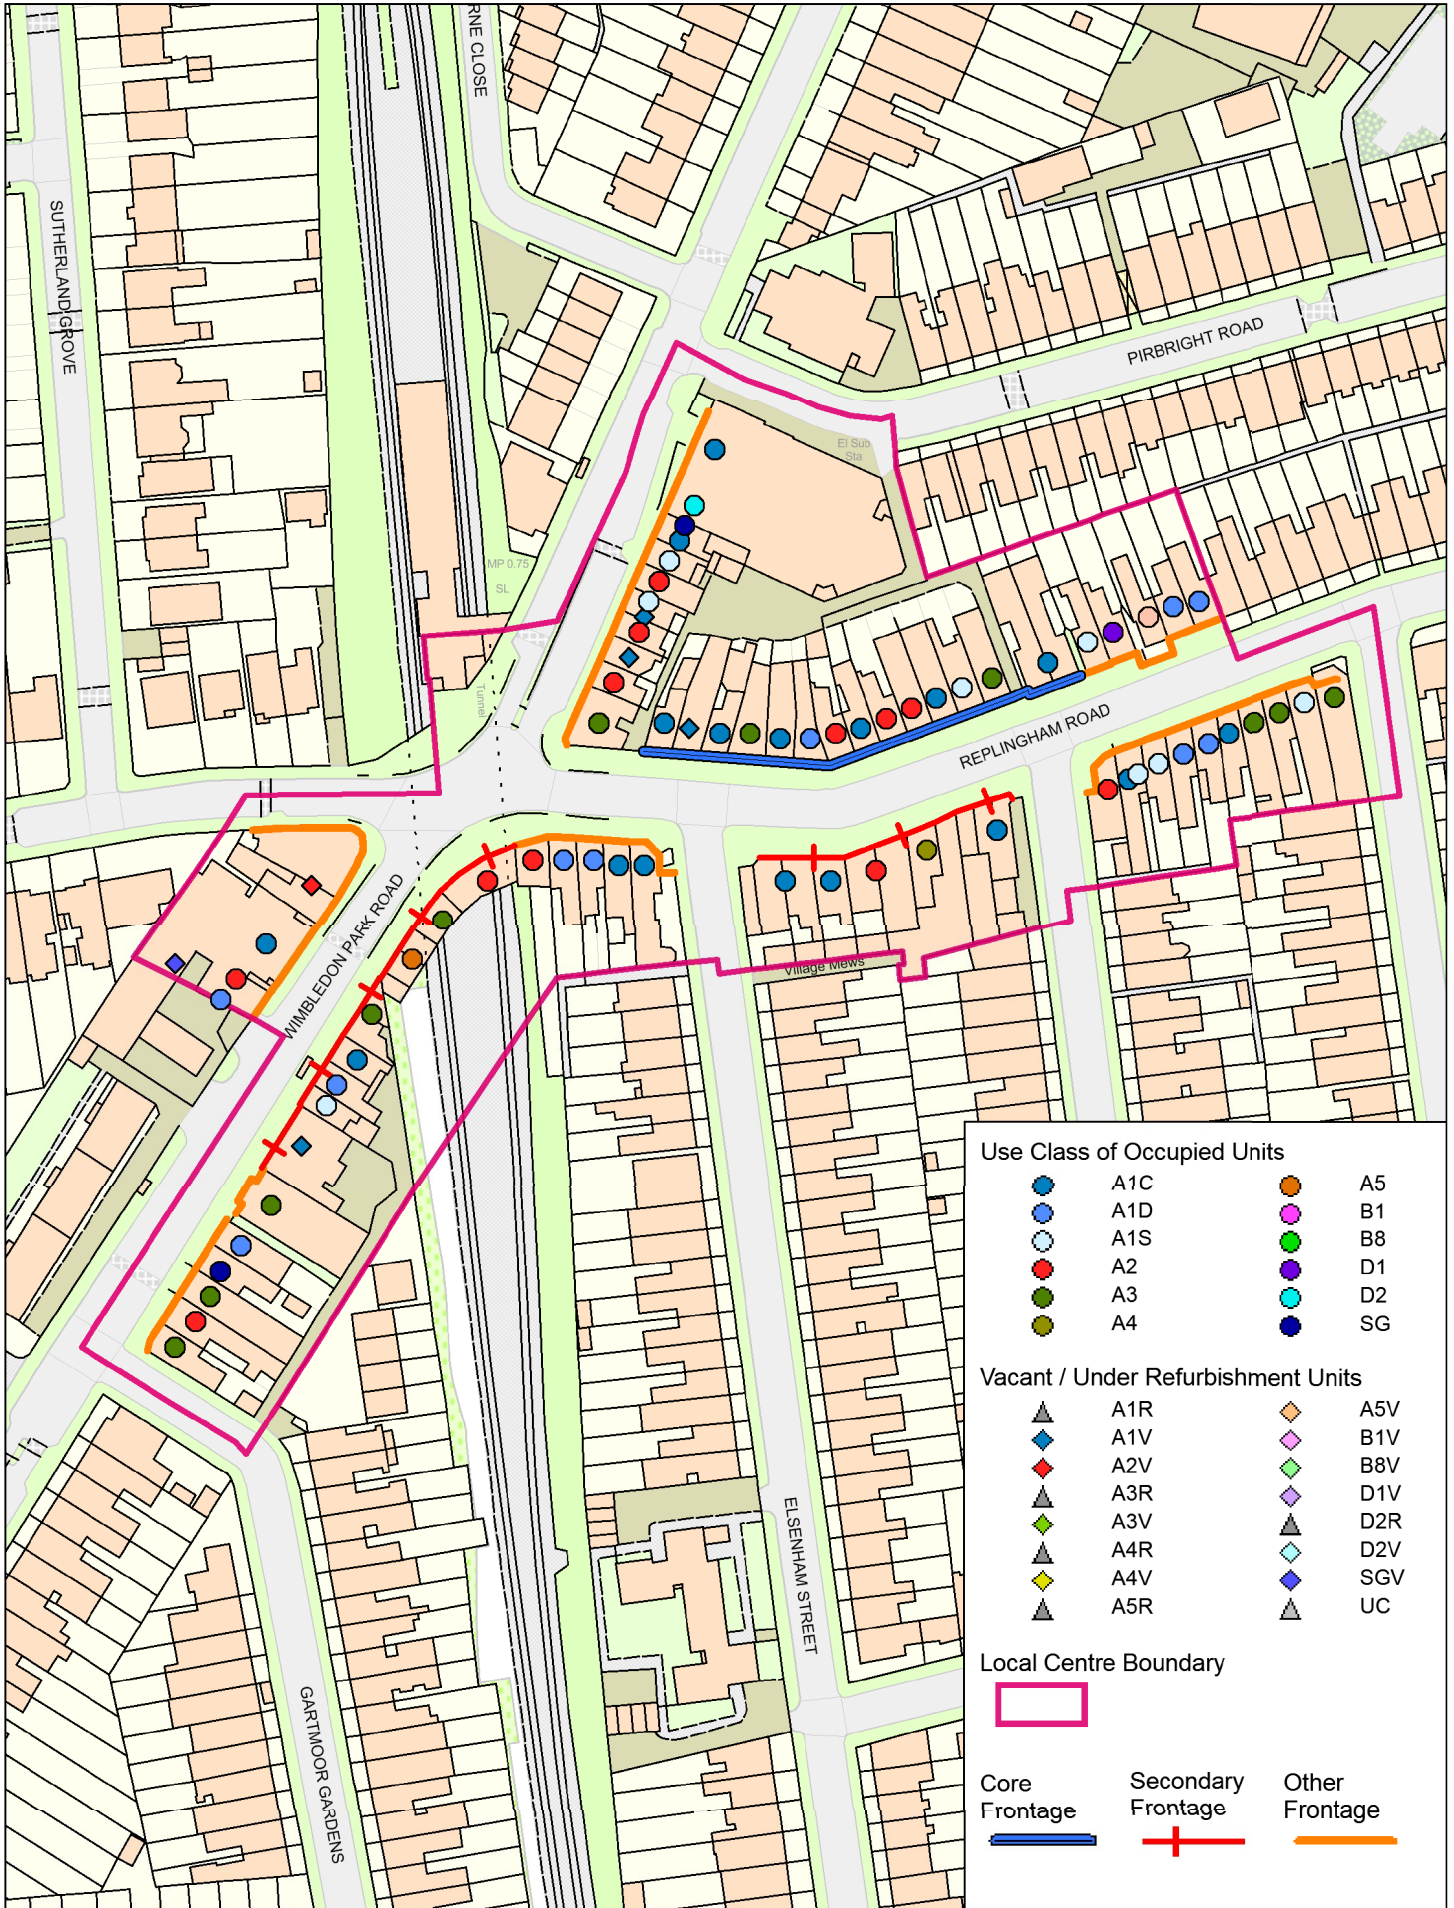 RNE CLOSE
SUTHERLAND GROVE
PIRBRIGHT ROAD
El Sub
Sta
MP 0.75
SL
Tunnel
REPLINGHAM ROAD
WIMBLEDON PARK ROAD
Village Mews
ELSENHAM STREET
GARTMOOR GARDENS
Use Class of Occupied Units
A1C A5
A1D B1
A1S B8
A2 D1
A3 D2
A4 SG
Vacant / Under Refurbishment Units
A1R A5V
A1V B1V
A2V B8V
A3R D1V
A3V D2R
A4R D2V
A4V SGV
A5R UC
Local Centre Boundary
Core Secondary Other
Frontage Frontage Frontage